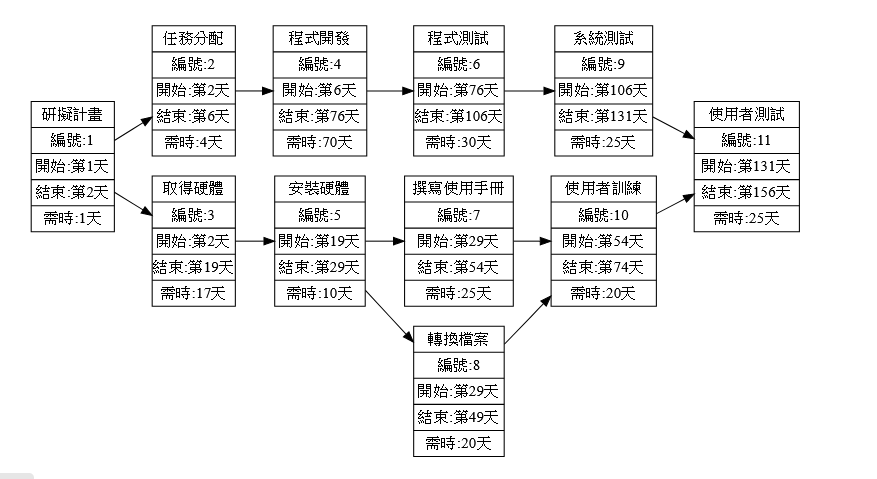 研擬計畫
編號:1
開始:第1天
結束:第2天
需時:1天
任務分配
編號:2
開始:第2天
結束:第6天
需時:4天
取得硬體
編號:3
開始:第2天
結束:第19天
需時:17天
程式開發
編號:4
開始:第6天
結束:第76天
需時:70天
安裝硬體
編號:5
開始:第19天
結束:第29天
需時:10天
程式測試
編號:6
開始:第76天
結束:第106天
需時:30天
撰寫使用手冊
編號:7
開始:第29天
結束:第54天
需時:25天
轉換檔案
編號:8
開始:第29天
結束:第49天
需時:20天
系統測試
編號:9
開始:第106天
結束:第131天
需時:25天
使用者訓練
編號:10
開始:第54天
結束:第74天
需時:20天
使用者測試
編號:11
開始:第131天
結束:第156天
需時:25天